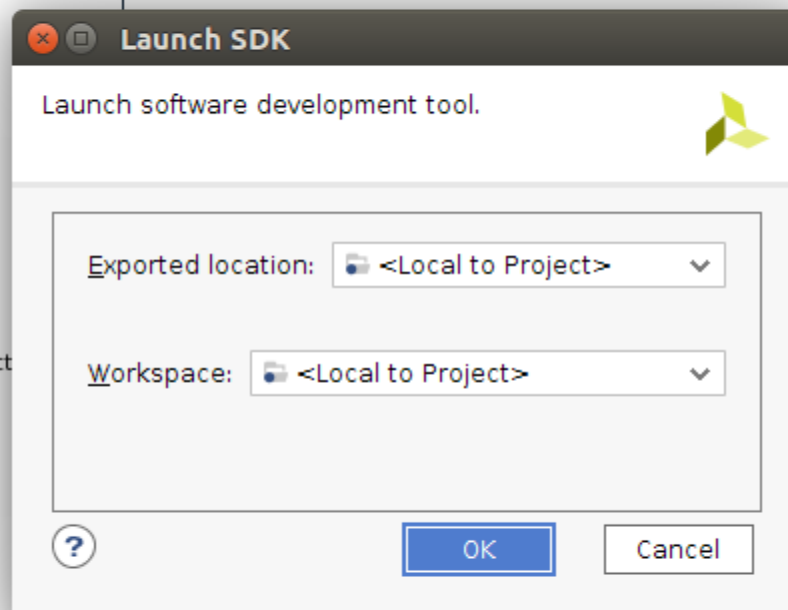 Launch SDK
Launch software development tool.
Exported location: <Local to Project>
Workspace: <Local to Project>
?
OK Cancel